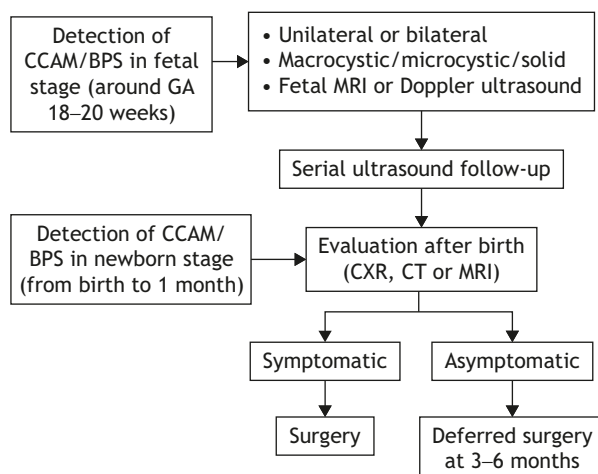 Detection of
CCAM/BPS in fetal
stage (around GA
18–20 weeks)
• Unilateral or bilateral
• Macrocystic/microcystic/solid
• Fetal MRI or Doppler ultrasound
Serial ultrasound follow-up
Detection of CCAM/
BPS in newborn stage
(from birth to 1 month)
Evaluation after birth
(CXR, CT or MRI)
Symptomatic
Asymptomatic
Surgery
Deferred surgery
at 3–6 months